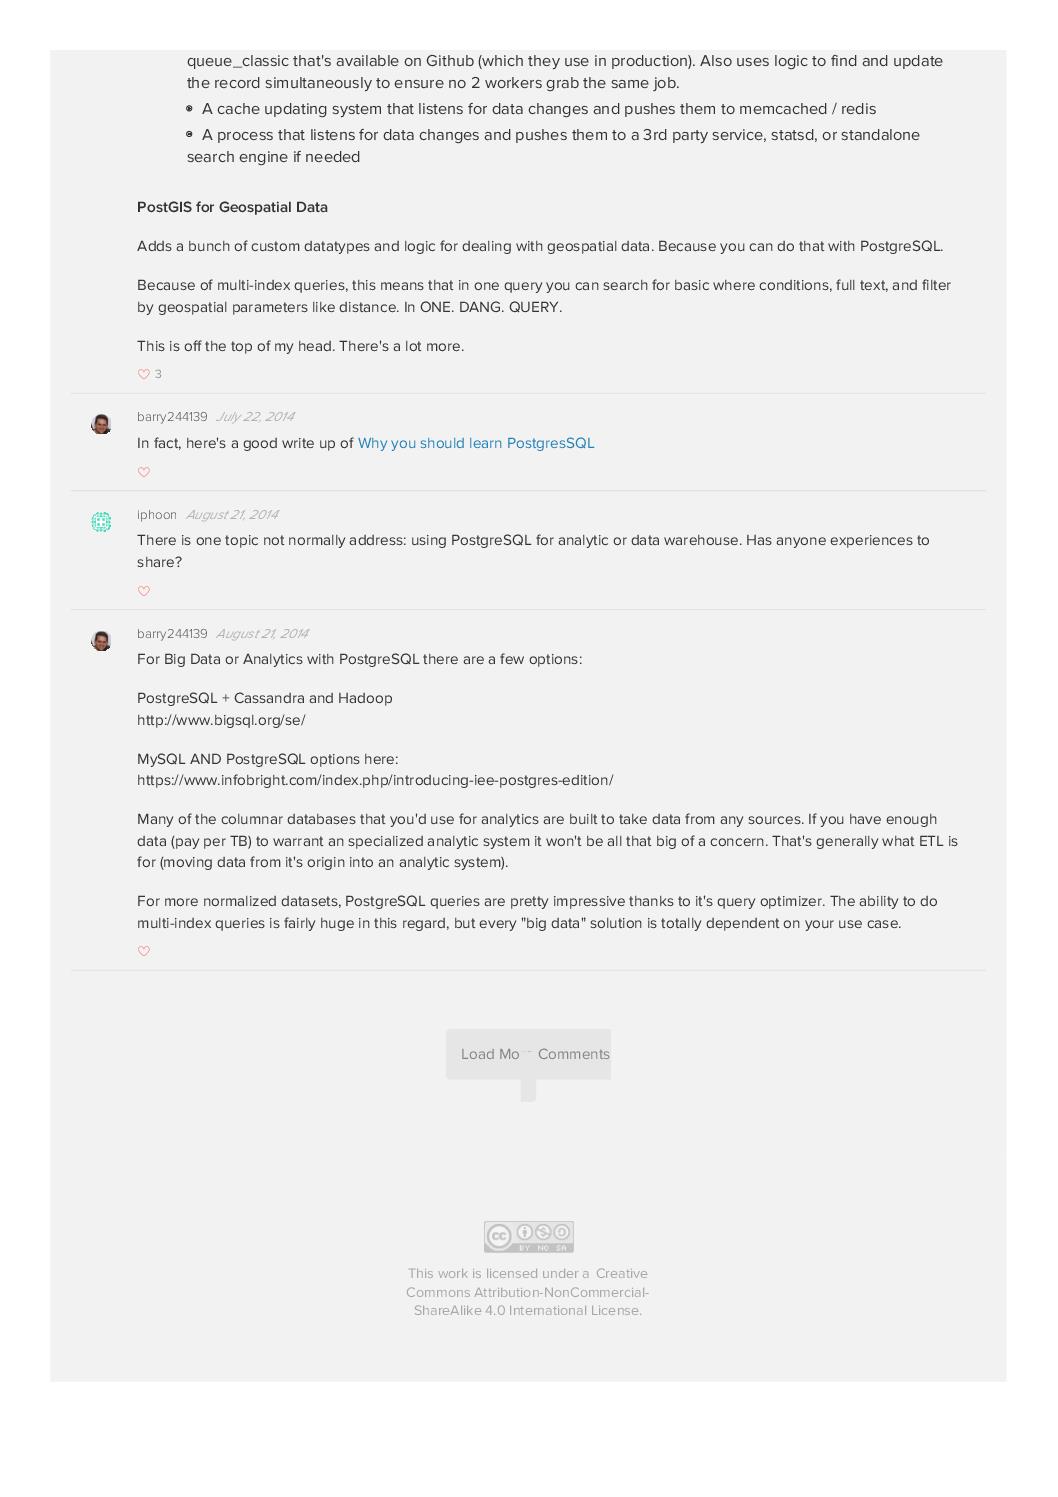 queue_classic that's available on Github (which they use in production). Also uses logic to find and update
the record simultaneously to ensure no 2 workers grab the same job.
A cache updating system that listens for data changes and pushes them to memcached / redis
A process that listens for data changes and pushes them to a 3rd party service, statsd, or standalone
search engine if needed
PostGIS for Geospatial Data
Adds a bunch of custom datatypes and logic for dealing with geospatial data. Because you can do that with PostgreSQL.
Because of multi-index queries, this means that in one query you can search for basic where conditions, full text, and filter
by geospatial parameters like distance. In ONE. DANG. QUERY.
This is off the top of my head. There's a lot more.
3
barry244139 July 22, 2014
In fact, here's a good write up of Why you should learn PostgresSQL
iphoon August 21, 2014
There is one topic not normally address: using PostgreSQL for analytic or data warehouse. Has anyone experiences to
share?
barry244139 August 21, 2014
For Big Data or Analytics with PostgreSQL there are a few options:
PostgreSQL + Cassandra and Hadoop
http://www.bigsql.org/se/
MySQL AND PostgreSQL options here:
https://www.infobright.com/index.php/introducing-iee-postgres-edition/
Many of the columnar databases that you'd use for analytics are built to take data from any sources. If you have enough
data (pay per TB) to warrant an specialized analytic system it won't be all that big of a concern. That's generally what ETL is
for (moving data from it's origin into an analytic system).
For more normalized datasets, PostgreSQL queries are pretty impressive thanks to it's query optimizer. The ability to do
multi-index queries is fairly huge in this regard, but every "big data" solution is totally dependent on your use case.
Load Mo Comments
cc
BY NC SA
This work is licensed under a Creative
Commons Attribution-NonCommercial-
ShareAlike 4.0 International License.